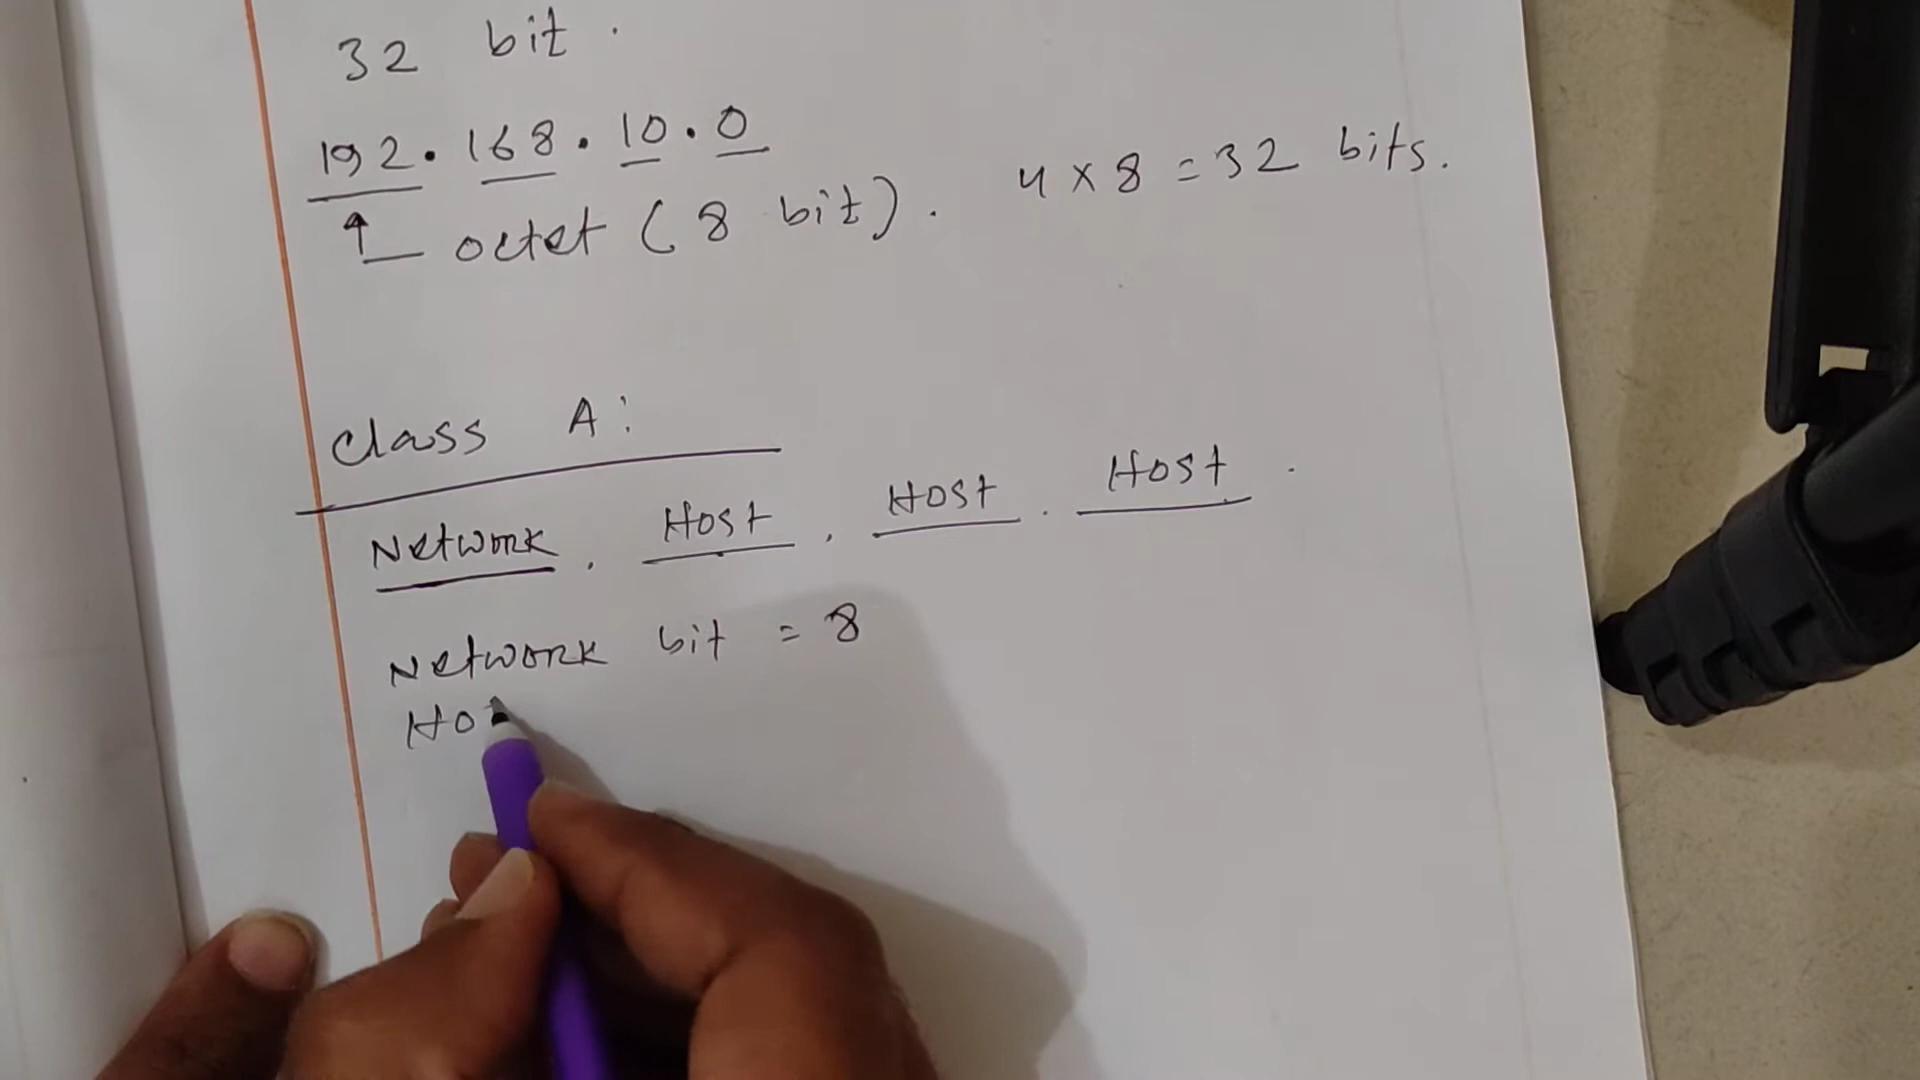 32 bit.
192.168.10.0
octet (8 bit). 4 x 8 = 32 bits.
Class A:
Network. Host. Host. Host.
Network bit = 8
Ho